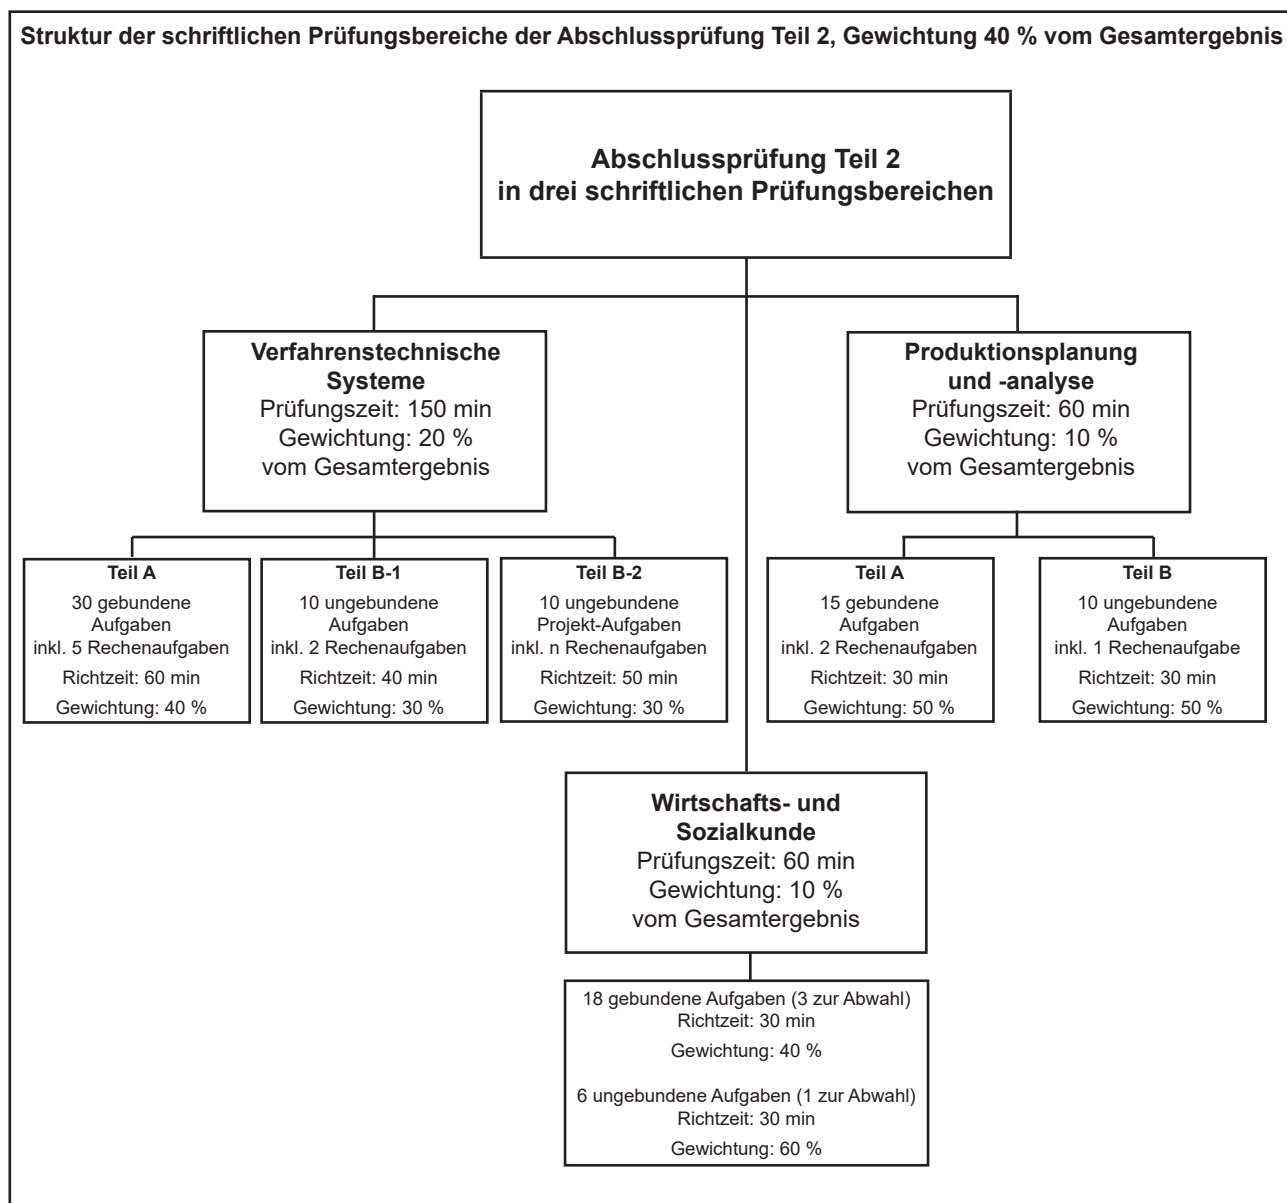 Struktur der schriftlichen Prüfungsbereiche der Abschlussprüfung Teil 2, Gewichtung 40 % vom Gesamtergebnis
Abschlussprüfung Teil 2
in drei schriftlichen Prüfungsbereichen
Verfahrenstechnische
Systeme
Prüfungszeit: 150 min
Gewichtung: 20 %
vom Gesamtergebnis
Produktionsplanung
und -analyse
Prüfungszeit: 60 min
Gewichtung: 10 %
vom Gesamtergebnis
Teil A
30 gebundene
Aufgaben
inkl. 5 Rechenaufgaben
Richtzeit: 60 min
Gewichtung: 40 %
Teil B-1
10 ungebundene
Aufgaben
inkl. 2 Rechenaufgaben
Richtzeit: 40 min
Gewichtung: 30 %
Teil B-2
10 ungebundene
Projekt-Aufgaben
inkl. n Rechenaufgaben
Richtzeit: 50 min
Gewichtung: 30 %
Teil A
15 gebundene
Aufgaben
inkl. 2 Rechenaufgaben
Richtzeit: 30 min
Gewichtung: 50 %
Teil B
10 ungebundene
Aufgaben
inkl. 1 Rechenaufgabe
Richtzeit: 30 min
Gewichtung: 50 %
Wirtschafts- und
Sozialkunde
Prüfungszeit: 60 min
Gewichtung: 10 %
vom Gesamtergebnis
18 gebundene Aufgaben (3 zur Abwahl)
Richtzeit: 30 min
Gewichtung: 40 %
6 ungebundene Aufgaben (1 zur Abwahl)
Richtzeit: 30 min
Gewichtung: 60 %